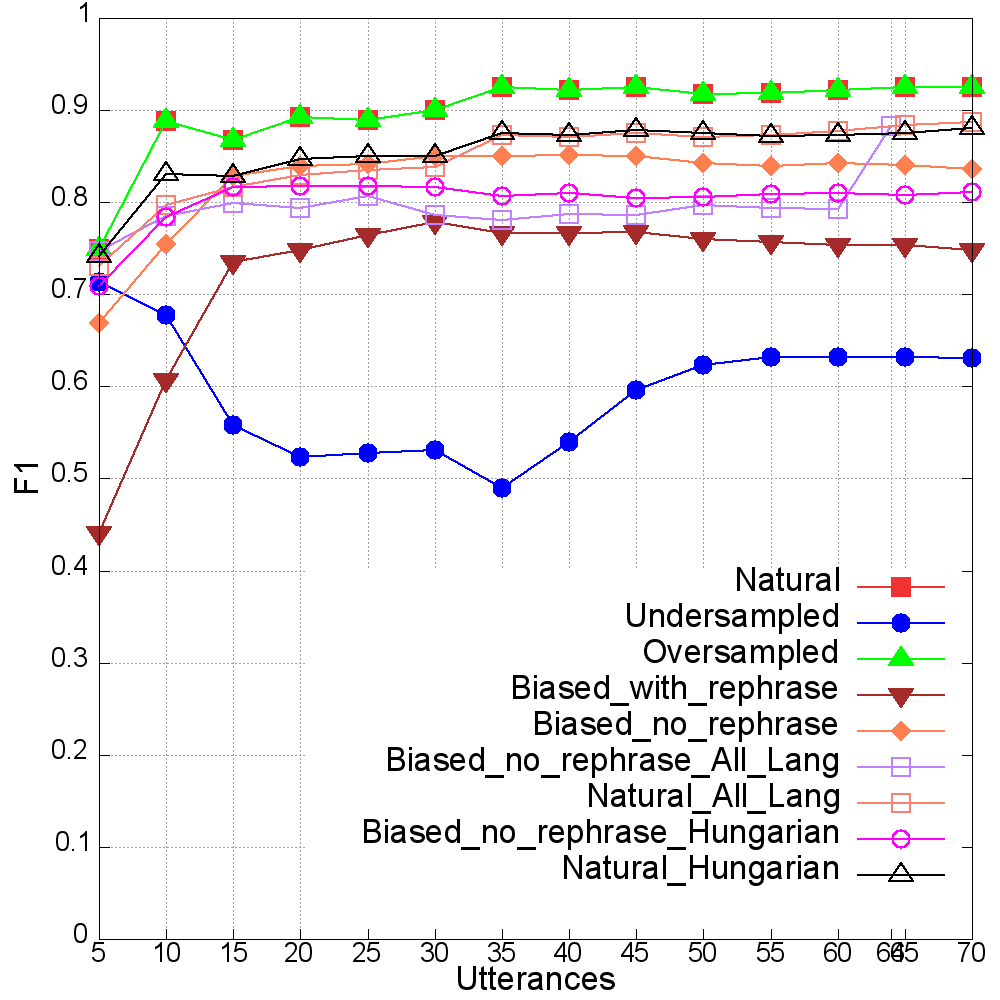 1
0.9
0.8
0.7
0.6
0.5
0.4
0.3
0.2
0.1
0
F1
Natural
Undersampled
Oversampled
Biased_with_rephrase
Biased_no_rephrase
Biased_no_rephrase_All_Lang
Natural_All_Lang
Biased_no_rephrase_Hungarian
Natural_Hungarian
5 10 15 20 25 30 35 40 45 50 55 60 64 65 70
Utterances